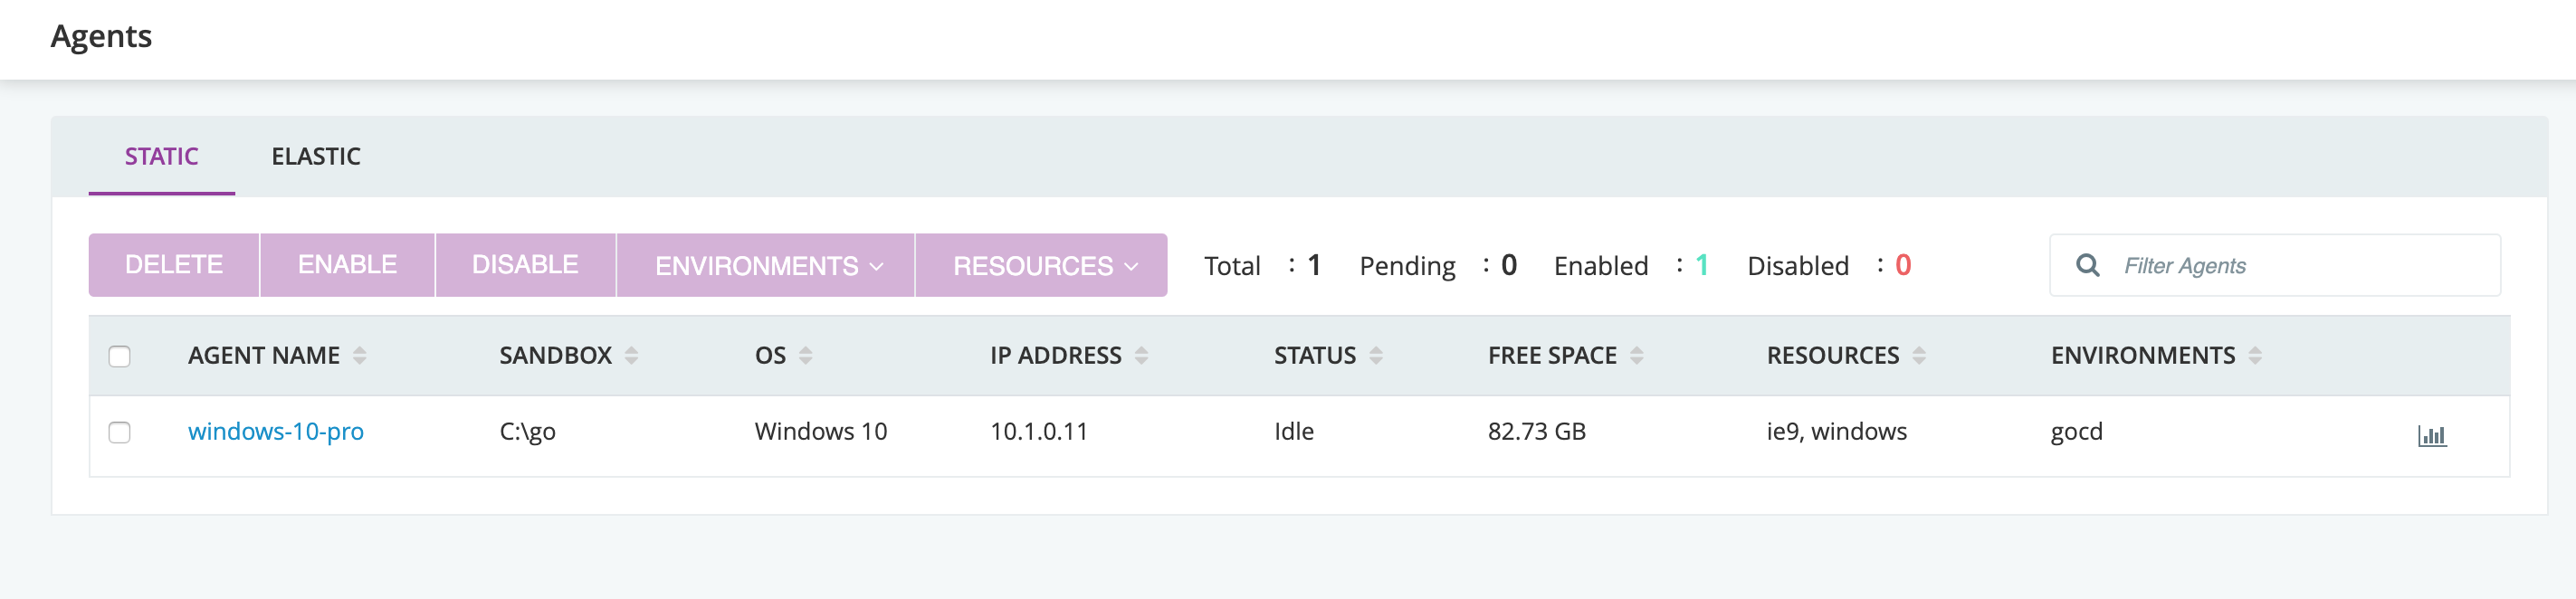 Agents
STATIC ELASTIC
DELETE ENABLE DISABLE ENVIRONMENTS RESOURCES Total : 1 Pending : 0 Enabled : 1 Disabled : 0 Filter Agents
AGENT NAME SANDBOX OS IP ADDRESS STATUS FREE SPACE RESOURCES ENVIRONMENTS
windows-10-pro C:\go Windows 10 10.1.0.11 Idle 82.73 GB ie9, windows gocd